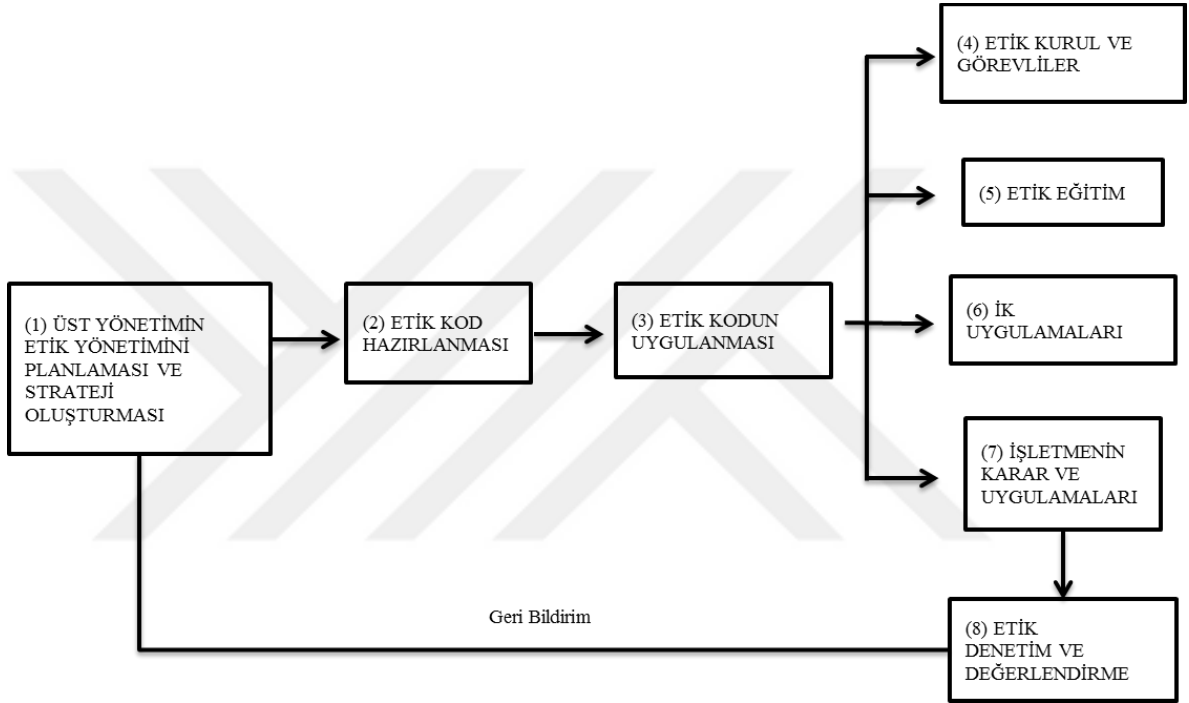 (1) ÜST YÖNETİMİN
ETİK YÖNETİMİNİ
PLANLAMASI VE
STRATEJİ
OLUŞTURMASI
(2) ETİK KOD
HAZIRLANMASI
(3) ETİK KODUN
UYGULANMASI
(4) ETİK KURUL VE
GÖREVLİLER
(5) ETİK EĞİTİM
(6) İK
UYGULAMALARI
(7) İŞLETMENİN
KARAR VE
UYGULAMALARI
(8) ETİK
DENETİM VE
DEĞERLENDİRME
Geri Bildirim